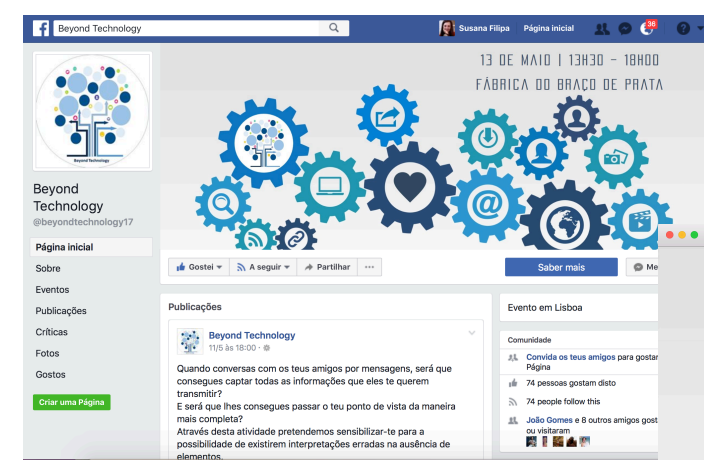 Beyond Technology
Susana Filipa
Página inicial
36
13 DE MAIO | 13H30 - 18H00
FÁBRICA DO BRAÇO DE PRATA
Beyond Technology
Beyond
Technology
@beyondtechnology17
Página inicial
Sobre
Eventos
Publicações
Críticas
Fotos
Gostos
Criar uma Página
Gostei
A seguir
Partilhar
Saber mais
Me
Publicações
Beyond Technology
11/5 às 18:00 ·
Quando conversas com os teus amigos por mensagens, será que
consegues captar todas as informações que eles te querem
transmitir?
E será que lhes consegues passar o teu ponto de vista da maneira
mais completa?
Através desta atividade pretendemos sensibilizar-te para a
possibilidade de existirem interpretações erradas na ausência de
elementos.
Evento em Lisboa
Comunidade
Convida os teus amigos para gostar
Página
74 pessoas gostam disto
74 people follow this
João Gomes e 8 outros amigos gost
ou visitaram